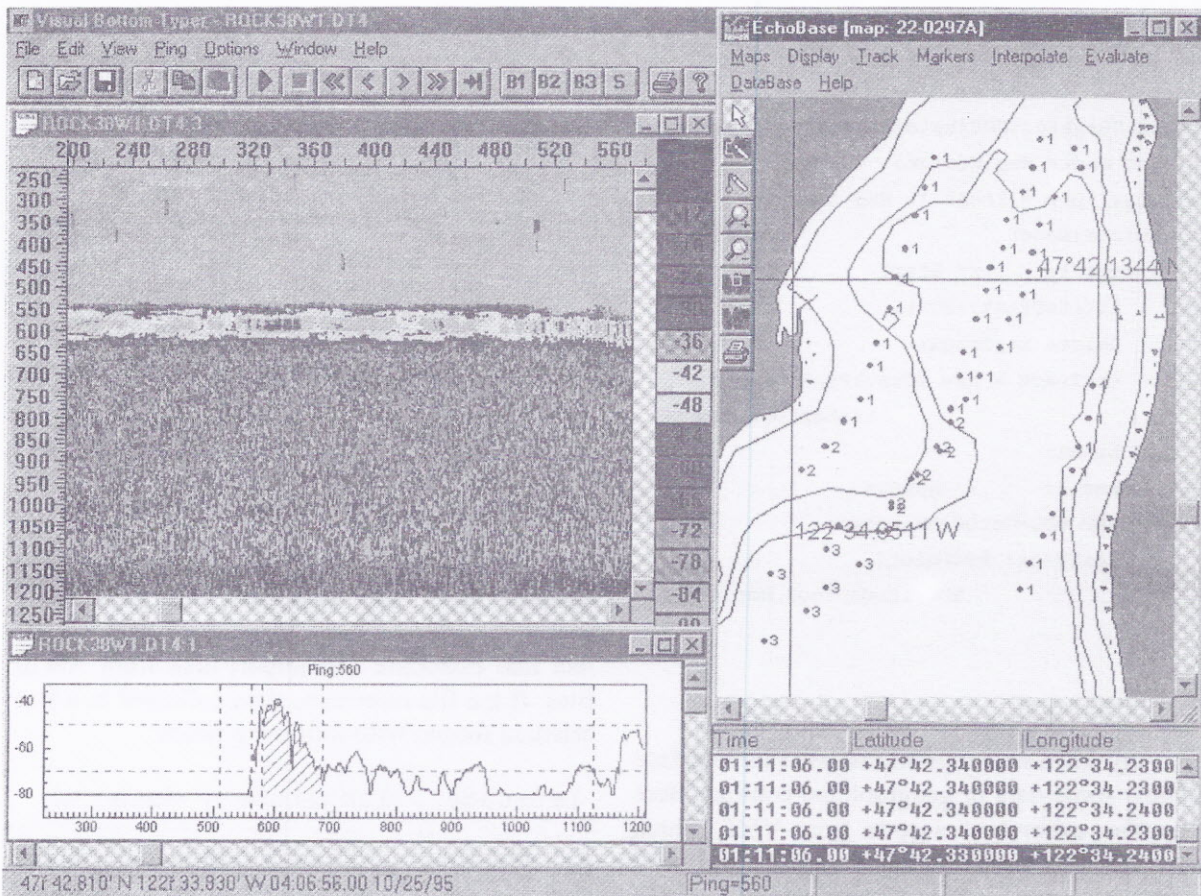 Visual Bottom Typer - ROCK38W1.DT4
File Edit View Ping Options Window Help
B1 B2 B3 S
ROCK38W1.DT4:3
200 240 280 320 360 400 440 480 520 560
250
300
350
400
450
500
550
600
650
700
750
800
850
900
950
1000
1050
1100
1150
1200
1250
-36
-42
-48
-72
-78
-84
ROCK38W1.DT4:1
Ping:560
-40
-60
-80
300 400 500 600 700 800 900 1000 1100 1200
47° 42.810' N 122° 33.930' W 04:06:56.00 10/25/95
Ping=560
EchoBase [map: 22-0297A]
Maps Display Track Markers Interpolate Evaluate
DataBase Help
47°42.1344 N
122°34.0511 W
Time Latitude Longitude
01:11:06.00 +47°42.340000 +122°34.2300
01:11:06.00 +47°42.340000 +122°34.2300
01:11:06.00 +47°42.340000 +122°34.2400
01:11:06.00 +47°42.340000 +122°34.2300
01:11:06.00 +47°42.330000 +122°34.2400